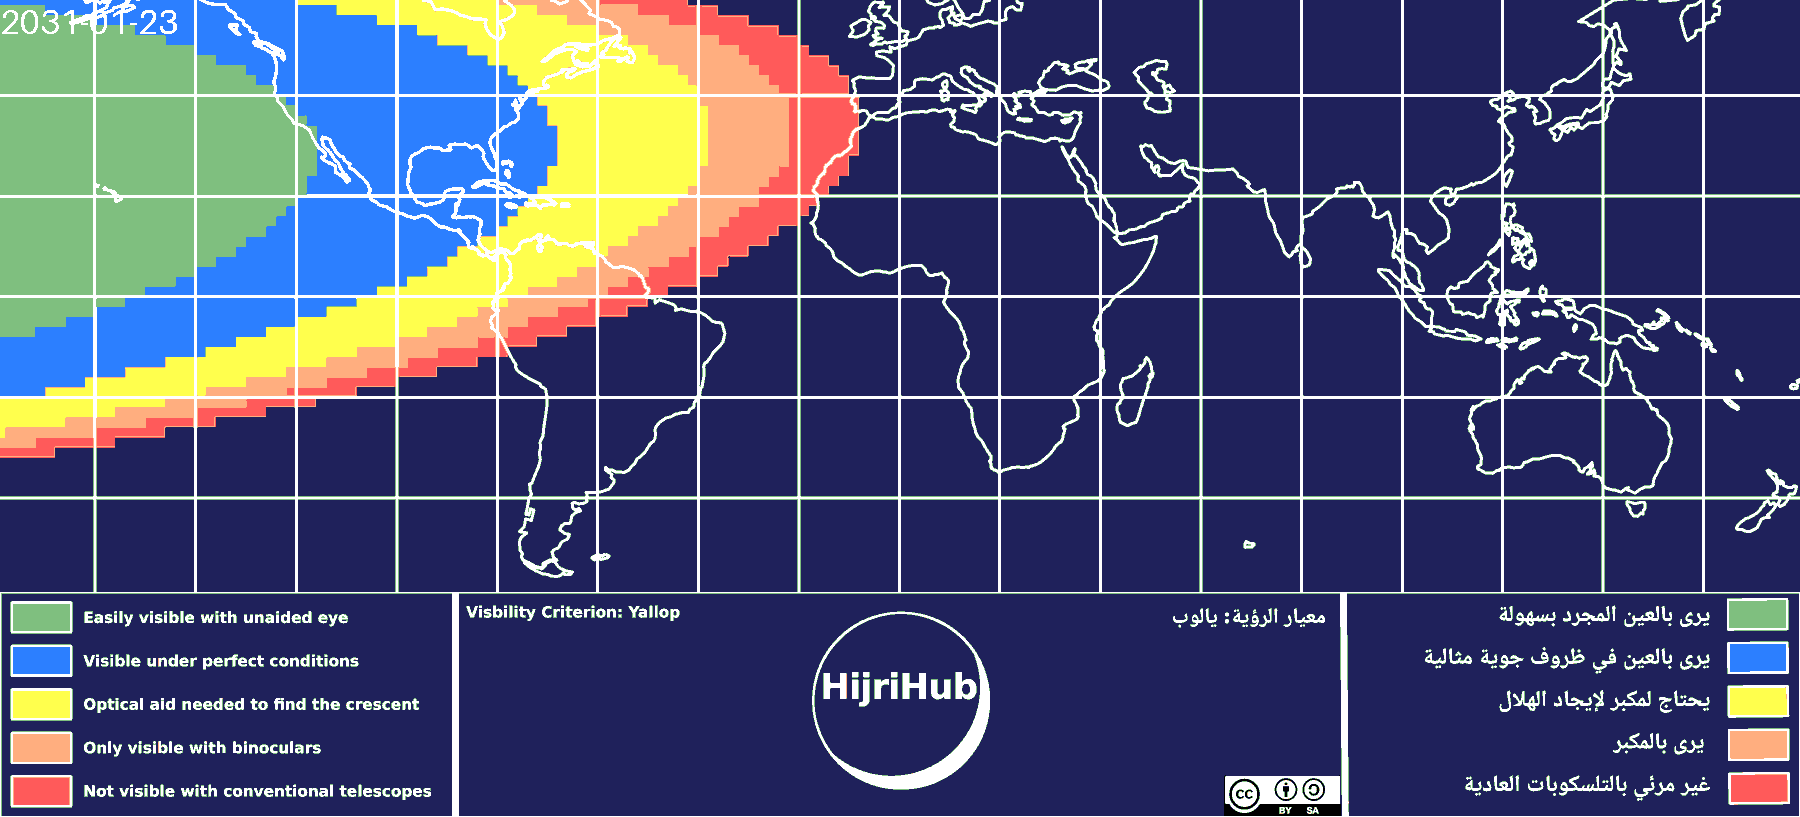 2031-01-23
Easily visible with unaided eye
Visible under perfect conditions
Optical aid needed to find the crescent
Only visible with binoculars
Not visible with conventional telescopes
Visbility Criterion: Yallop
معيار الرؤية: يالوب
HijriHub
cc
BY SA
يرى بالعين المجرد بسهولة
يرى بالعين في ظروف جوية مثالية
يحتاج لمكبر لإيجاد الهلال
يرى بالمكبر
غير مرئي بالتلسكوبات العادية